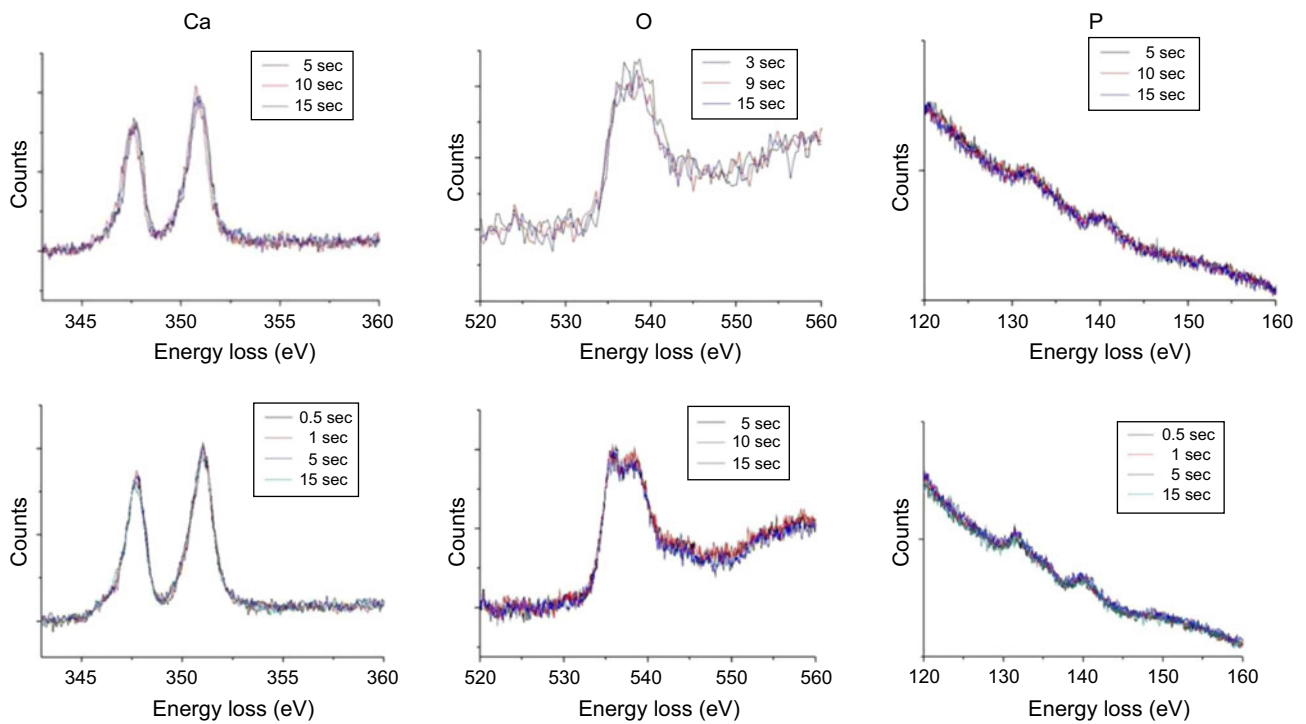 Ca
Counts
5 sec
10 sec
15 sec
345 350 355 360
Energy loss (eV)
O
Counts
3 sec
9 sec
15 sec
520 530 540 550 560
Energy loss (eV)
P
Counts
5 sec
10 sec
15 sec
120 130 140 150 160
Energy loss (eV)
Counts
0.5 sec
1 sec
5 sec
15 sec
345 350 355 360
Energy loss (eV)
Counts
5 sec
10 sec
15 sec
520 530 540 550 560
Energy loss (eV)
Counts
0.5 sec
1 sec
5 sec
15 sec
120 130 140 150 160
Energy loss (eV)